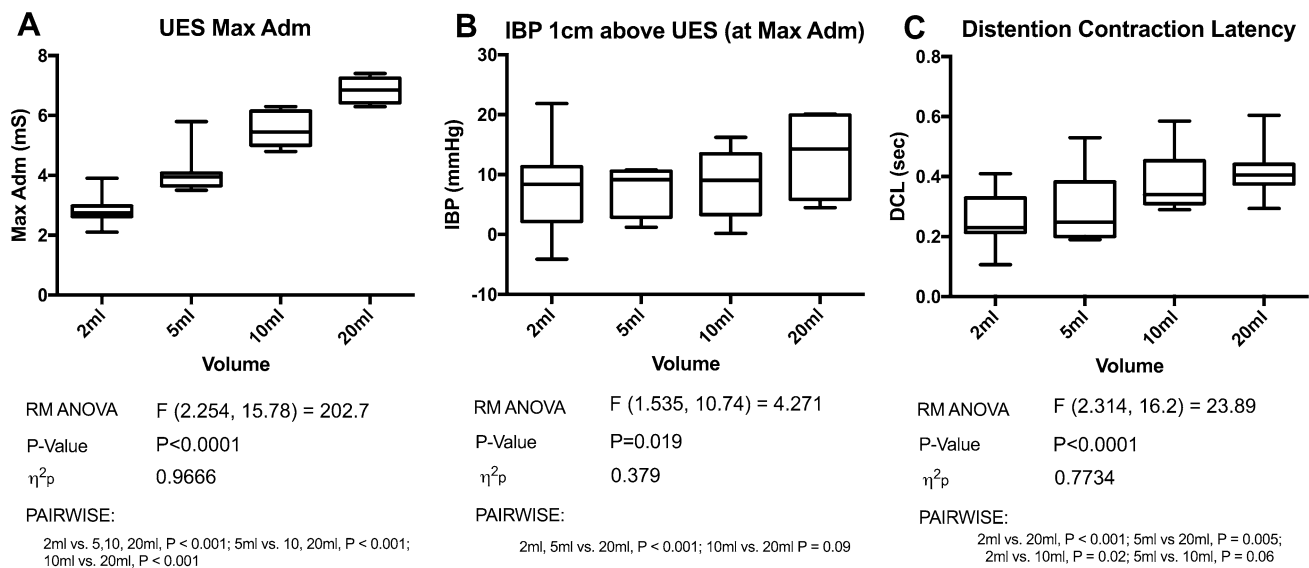 A
UES Max Adm
Max Adm (mS)
8
6
4
2
0
2ml
5ml
10ml
20ml
Volume
RM ANOVA F (2.254, 15.78) = 202.7
P-Value P<0.0001
η²p 0.9666
PAIRWISE:
2ml vs. 5,10, 20ml, P < 0.001; 5ml vs. 10, 20ml, P < 0.001;
10ml vs. 20ml, P < 0.001
B
IBP 1cm above UES (at Max Adm)
IBP (mmHg)
30
20
10
0
-10
2ml
5ml
10ml
20ml
Volume
RM ANOVA F (1.535, 10.74) = 4.271
P-Value P=0.019
η²p 0.379
PAIRWISE:
2ml, 5ml vs. 20ml, P < 0.001; 10ml vs. 20ml P = 0.09
C
Distention Contraction Latency
DCL (sec)
0.8
0.6
0.4
0.2
0.0
2ml
5ml
10ml
20ml
Volume
RM ANOVA F (2.314, 16.2) = 23.89
P-Value P<0.0001
η²p 0.7734
PAIRWISE:
2ml vs. 20ml, P < 0.001; 5ml vs 20ml, P = 0.005;
2ml vs. 10ml, P = 0.02; 5ml vs. 10ml, P = 0.06